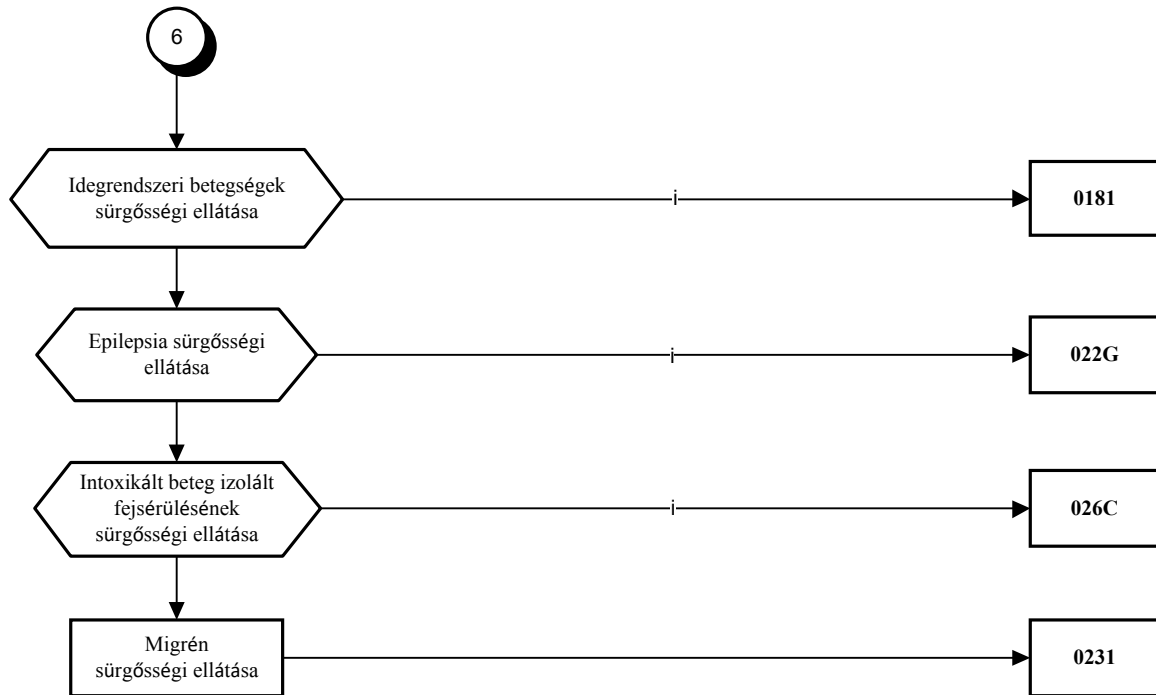 6
Idegrendszeri betegségek
sürgősségi ellátása
i
0181
Epilepsia sürgősségi
ellátása
i
022G
Intoxikált beteg izolált
fejsérülésének
sürgősségi ellátása
i
026C
Migrén
sürgősségi ellátása
0231